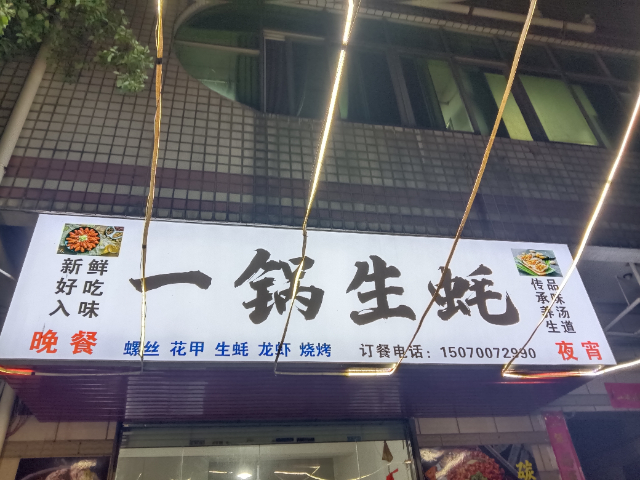 一锅生蚝
新鲜
好吃
入味
传品
承味
养汤
生道
晚餐
螺丝 花甲 生蚝 龙虾 烧烤
订餐电话：15070072990
夜宵